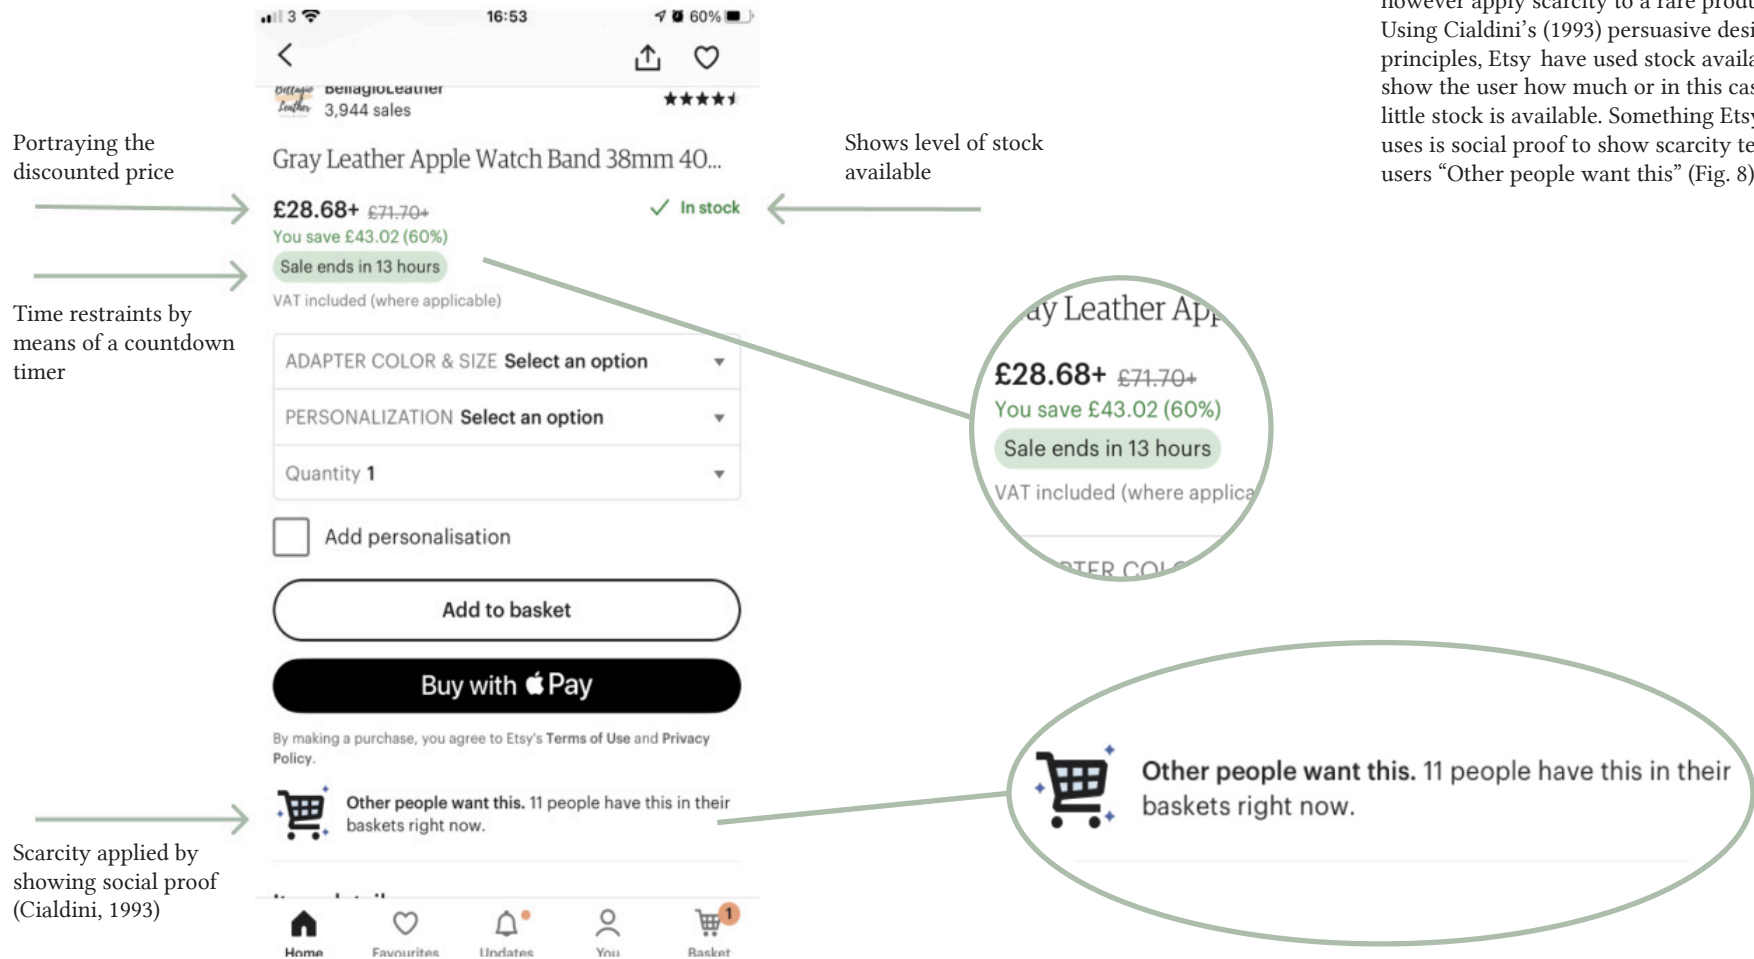 however apply scarcity to a rare
Using Cialdini's (1993) persuasive
principles, Etsy have used stock
show the user how much or in this
little stock is available. Something
uses is social proof to show scarcity
users "Other people want this" (Fig. 8)
Portraying the
discounted price
Time restraints by
means of a countdown
timer
Scarcity applied by
showing social proof
(Cialdini, 1993)
3 16:53 60%
BellagioLeather
3,944 sales
Gray Leather Apple Watch Band 38mm 40...
£28.68+ £71.70+ In stock
You save £43.02 (60%)
Sale ends in 13 hours
VAT included (where applicable)
ADAPTER COLOR & SIZE Select an option
PERSONALIZATION Select an option
Quantity 1
Add personalisation
Add to basket
Buy with Pay
By making a purchase, you agree to Etsy's Terms of Use and Privacy
Policy.
Other people want this. 11 people have this in their
baskets right now.
1
Home Favourites Updates You Basket
Shows level of stock
available
Leather
£28.68+ £71.70+
You save £43.02 (60%)
Sale ends in 13 hours
VAT included (where
Other people want this. 11 people have this in their
baskets right now.